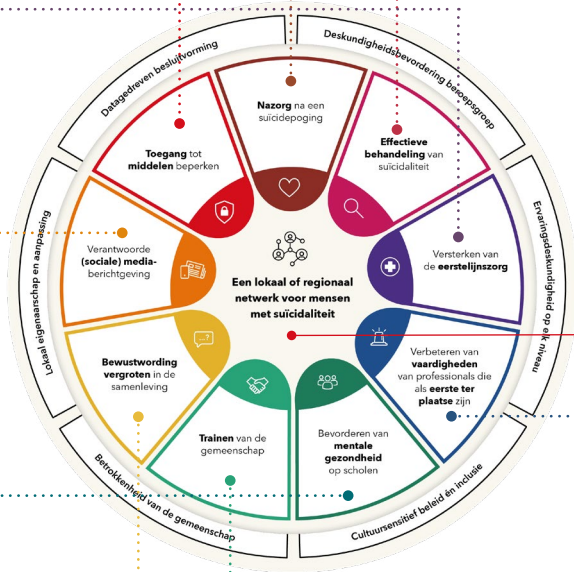 Datagedreven besluitvorming
Deskundigheidsbevordering beroepsgroep
Ervaringsdeskundigheid op elk niveau
Cultuursensitief beleid én inclusie
Betrokkenheid van de gemeenschap
Lokaal eigenaarschap en aanpassing
Nazorg na een
suïcidepoging
Effectieve
behandeling van
suïcidaliteit
Versterken van
de eerstelijnszorg
Verbeteren van
vaardigheden
van professionals die
als eerste ter
plaatse zijn
Bevorderen van
mentale
gezondheid
op scholen
Trainen van de
gemeenschap
Bewustwording
vergroten in de
samenleving
Verantwoorde
(sociale) media-
berichtgeving
Toegang tot
middelen beperken
Een lokaal of regionaal
netwerk voor mensen
met suïcidaliteit